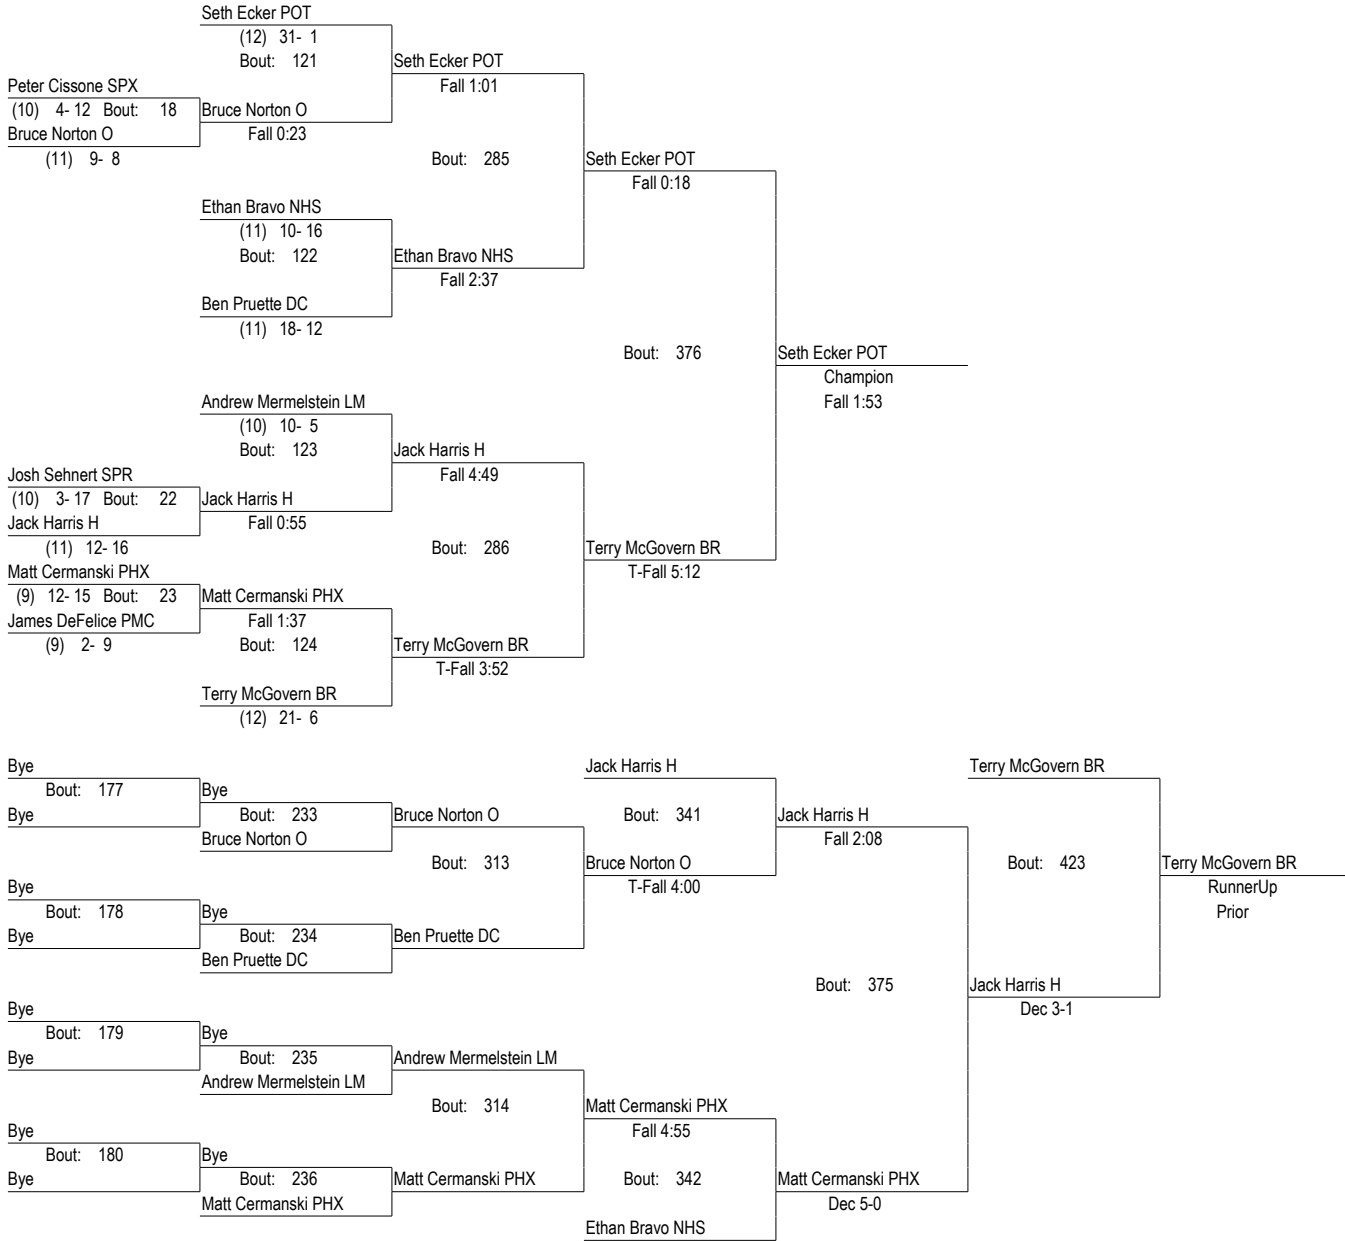 Seth Ecker POT
(12) 31- 1
Bout: 121
Seth Ecker POT
Fall 1:01
Peter Cissone SPX
(10) 4- 12 Bout: 18
Bruce Norton O
Bruce Norton O
Fall 0:23
(11) 9- 8
Bout: 285
Seth Ecker POT
Fall 0:18
Ethan Bravo NHS
(11) 10- 16
Bout: 122
Ethan Bravo NHS
Fall 2:37
Ben Pruette DC
(11) 18- 12
Bout: 376
Seth Ecker POT
Champion
Fall 1:53
Andrew Mermelstein LM
(10) 10- 5
Bout: 123
Jack Harris H
Fall 4:49
Josh Sehnert SPR
(10) 3- 17 Bout: 22
Jack Harris H
Jack Harris H
Fall 0:55
(11) 12- 16
Bout: 286
Terry McGovern BR
T-Fall 5:12
Matt Cermanski PHX
(9) 12- 15 Bout: 23
Matt Cermanski PHX
James DeFelice PMC
Fall 1:37
(9) 2- 9
Bout: 124
Terry McGovern BR
T-Fall 3:52
Terry McGovern BR
(12) 21- 6
Bye
Bout: 177
Bye
Bye
Bout: 233
Bruce Norton O
Bruce Norton O
Jack Harris H
Bout: 341
Jack Harris H
Fall 2:08
Terry McGovern BR
Bout: 313
Bruce Norton O
T-Fall 4:00
Bout: 423
Terry McGovern BR
RunnerUp
Prior
Bye
Bout: 178
Bye
Bye
Bout: 234
Ben Pruette DC
Ben Pruette DC
Bout: 375
Jack Harris H
Dec 3-1
Bye
Bout: 179
Bye
Bye
Bout: 235
Andrew Mermelstein LM
Andrew Mermelstein LM
Bout: 314
Matt Cermanski PHX
Fall 4:55
Bye
Bout: 180
Bye
Bye
Bout: 236
Matt Cermanski PHX
Matt Cermanski PHX
Bout: 342
Matt Cermanski PHX
Dec 5-0
Ethan Bravo NHS